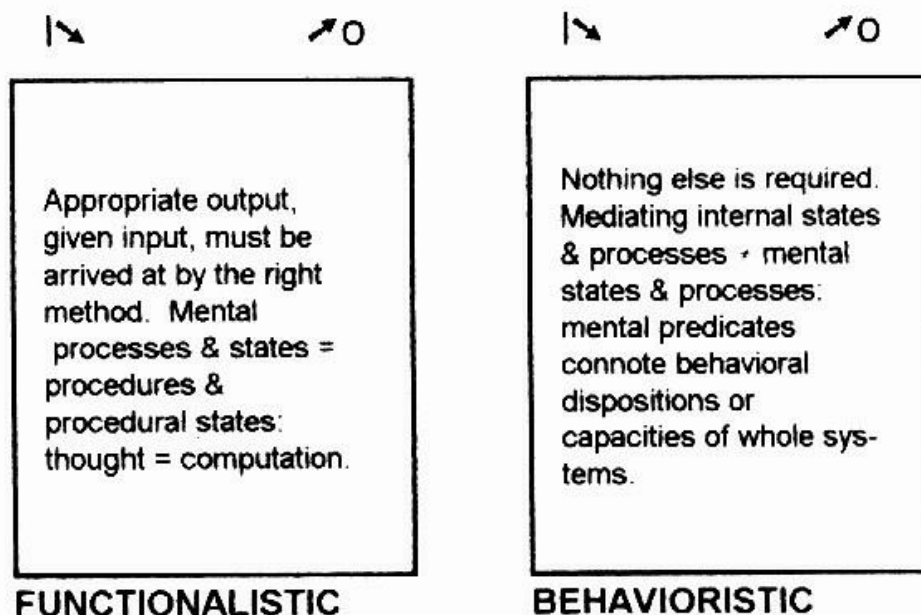 I↘ ↗O
Appropriate output,
given input, must be
arrived at by the right
method. Mental
processes & states =
procedures &
procedural states:
thought = computation.
FUNCTIONALISTIC
I↘ ↗O
Nothing else is required.
Mediating internal states
& processes mental
states & processes:
mental predicates
connote behavioral
dispositions or
capacities of whole sys-
tems.
BEHAVIORISTIC